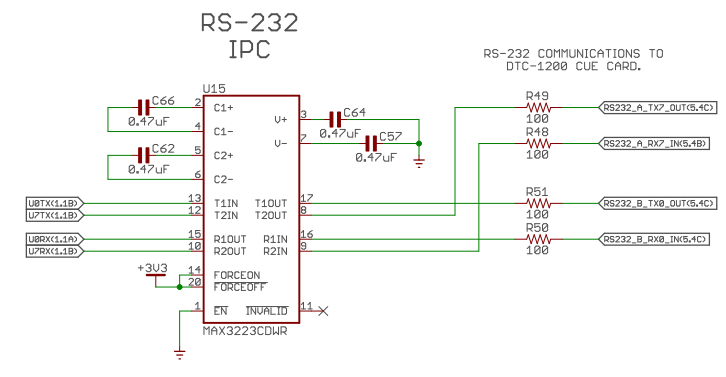 RS-232
IPC
RS-232 COMMUNICATIONS TO
DTC-1200 CUE CARD.
U15
C66
0.47uF
C62
0.47uF
C64
0.47uF
C57
0.47uF
2 C1+
4 C1-
5 C2+
6 C2-
V+ 3
V- 7
R49
100
RS232_A_TX7_OUT(5.4C)
R48
100
RS232_A_RX7_IN(5.4B)
U0TX(1.1B) 13 T1IN T1OUT 17
R51
100
RS232_B_TX0_OUT(5.4C)
U7TX(1.1B) 12 T2IN T2OUT 8
U0RX(1.1A) 15 R1OUT R1IN 16
R50
100
RS232_B_RX0_IN(5.4C)
U7RX(1.1B) 10 R2OUT R2IN 9
+3V3
14 FORCEON
20 FORCEOFF
1 EN INVALID 11
MAX3223CDWR